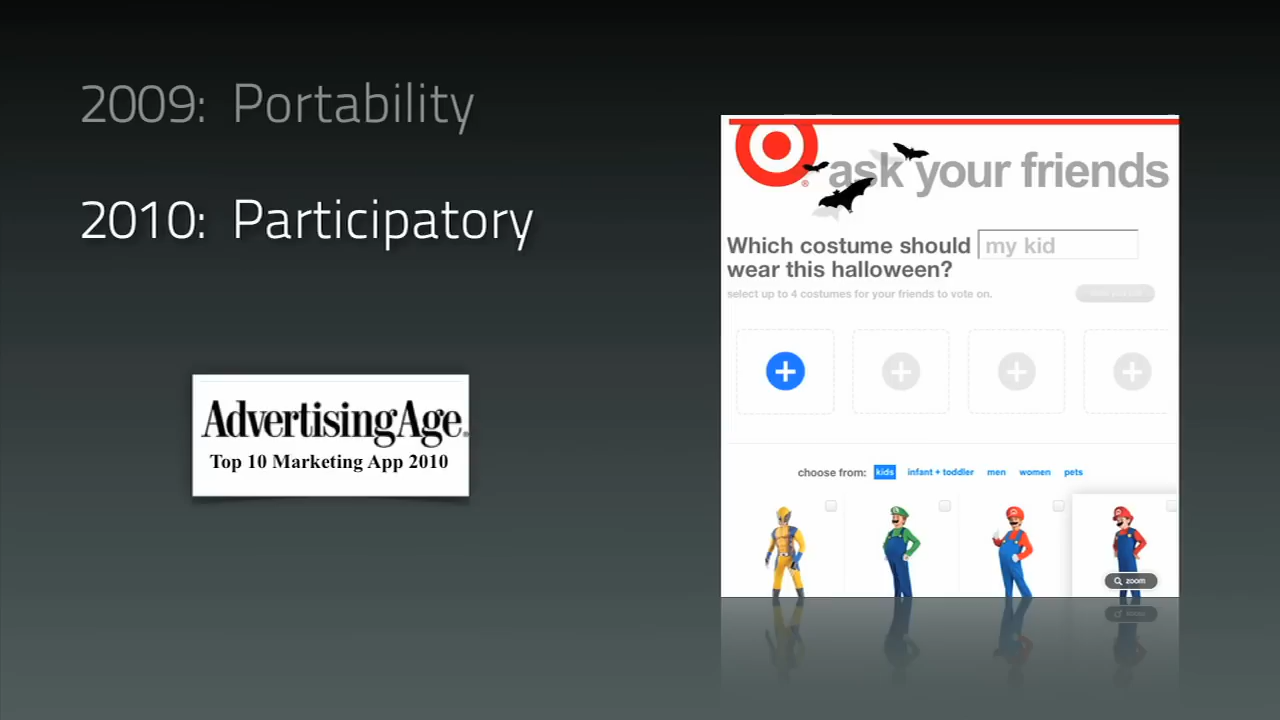 2009: Portability
2010: Participatory
AdvertisingAge
Top 10 Marketing App 2010
ask your friends
Which costume should my kid
wear this halloween?
select up to 4 costumes for your friends to vote on.
choose from: kids infant + toddler men women pets
zoom